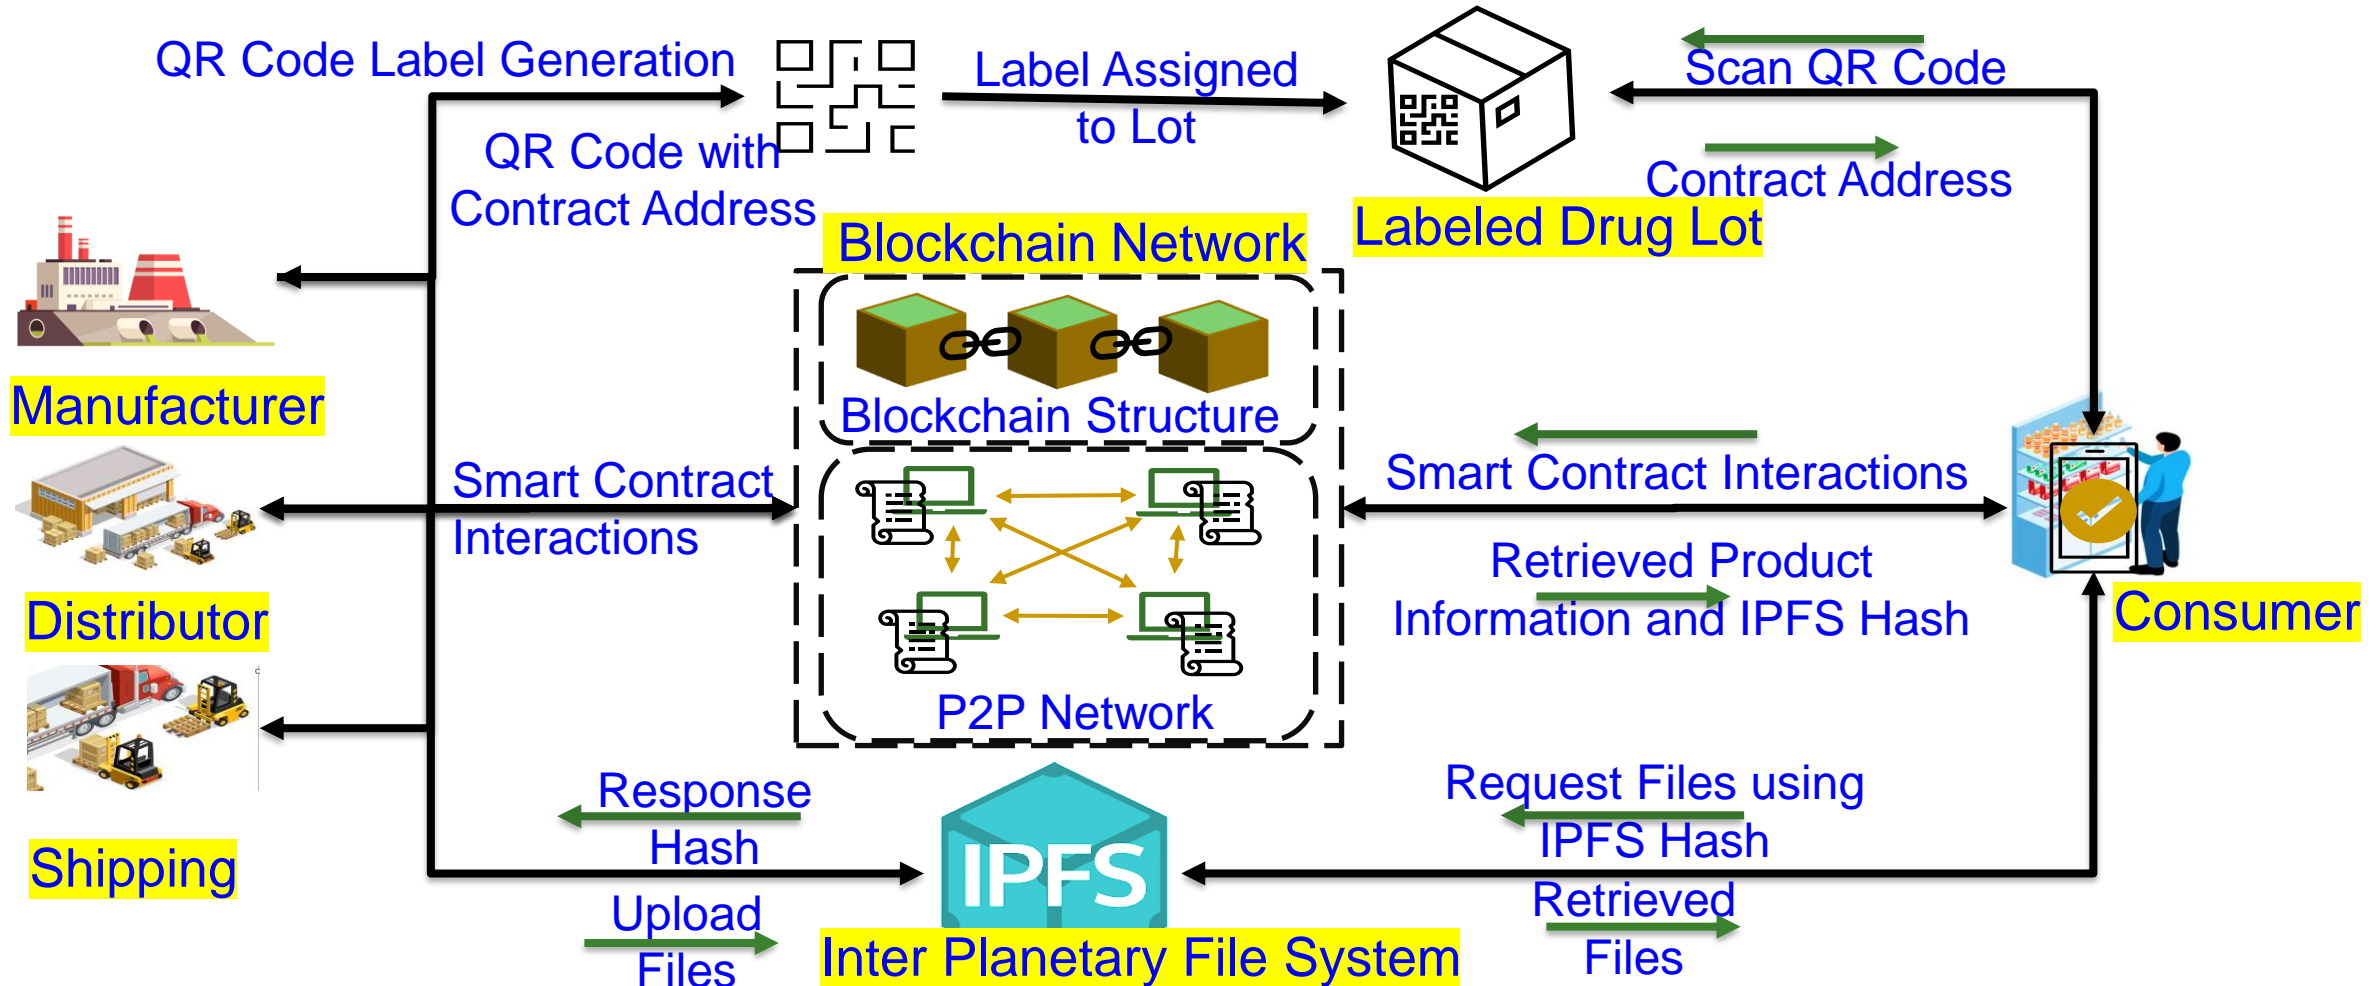 QR Code Label Generation
QR Code with
Contract Address
Label Assigned
to Lot
Scan QR Code
Contract Address
Labeled Drug Lot
Blockchain Network
Blockchain Structure
P2P Network
Manufacturer
Distributor
Shipping
Smart Contract
Interactions
Smart Contract Interactions
Retrieved Product
Information and IPFS Hash
Consumer
Response
Hash
Upload
Files
IPFS
Inter Planetary File System
Request Files using
IPFS Hash
Retrieved
Files